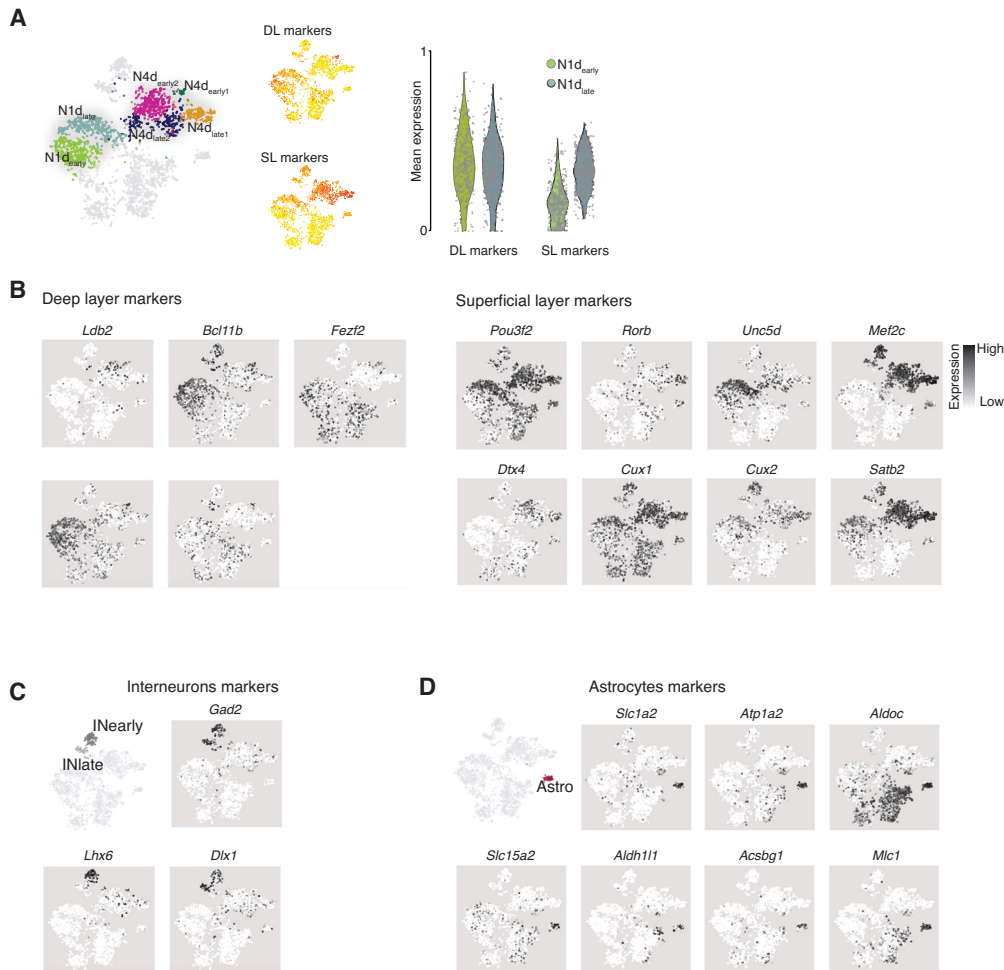 A
DL markers
N4d early2
N4d early1
N1d late
N4d late2
N4d late1
N1d early
SL markers
1
Mean expression
0
N1d early
N1d late
DL markers
SL markers
B
Deep layer markers
Ldb2
Bcl11b
Fezf2
Superficial layer markers
Pou3f2
Rorb
Unc5d
Mef2c
High
Expression
Low
Dtx4
Cux1
Cux2
Satb2
C
Interneurons markers
Gad2
INearly
INlate
Lhx6
Dlx1
D
Astrocytes markers
Slc1a2
Atp1a2
Aldoc
Astro
Slc15a2
Aldh1l1
Acsbg1
Mlc1